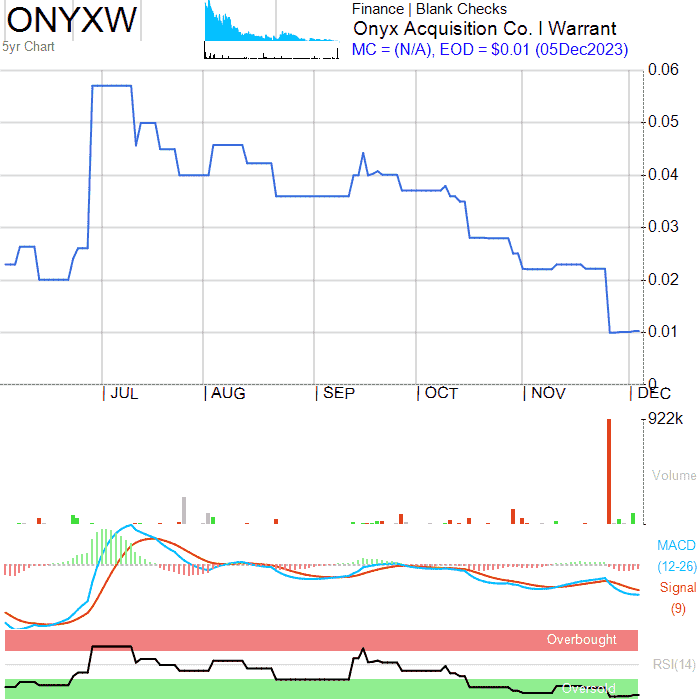 ONYXW
5yr Chart
Finance | Blank Checks
Onyx Acquisition Co. I Warrant
MC = (N/A), EOD = $0.01 (05Dec2023)
0.06
0.05
0.04
0.03
0.02
0.01
0
JUL AUG SEP OCT NOV DEC
922k
Volume
MACD
(12-26)
Signal
(9)
Overbought
RSI(14)
Oversold